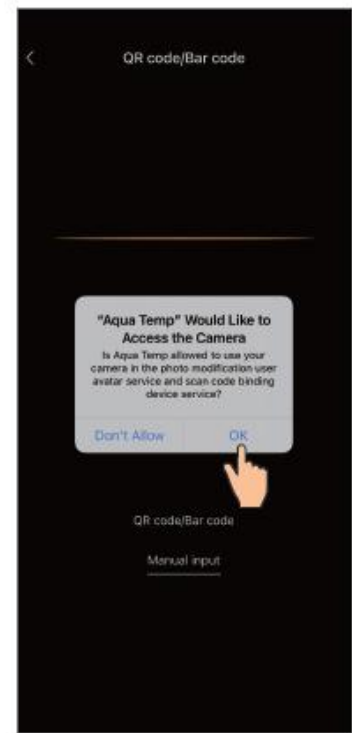 QR code/Bar code
"Aqua Temp" Would Like to
Access the Camera
Is Aqua Temp allowed to use your
camera in the photo modification user
avatar service and scan code binding
device service?
Don't Allow
OK
QR code/Bar code
Manual input